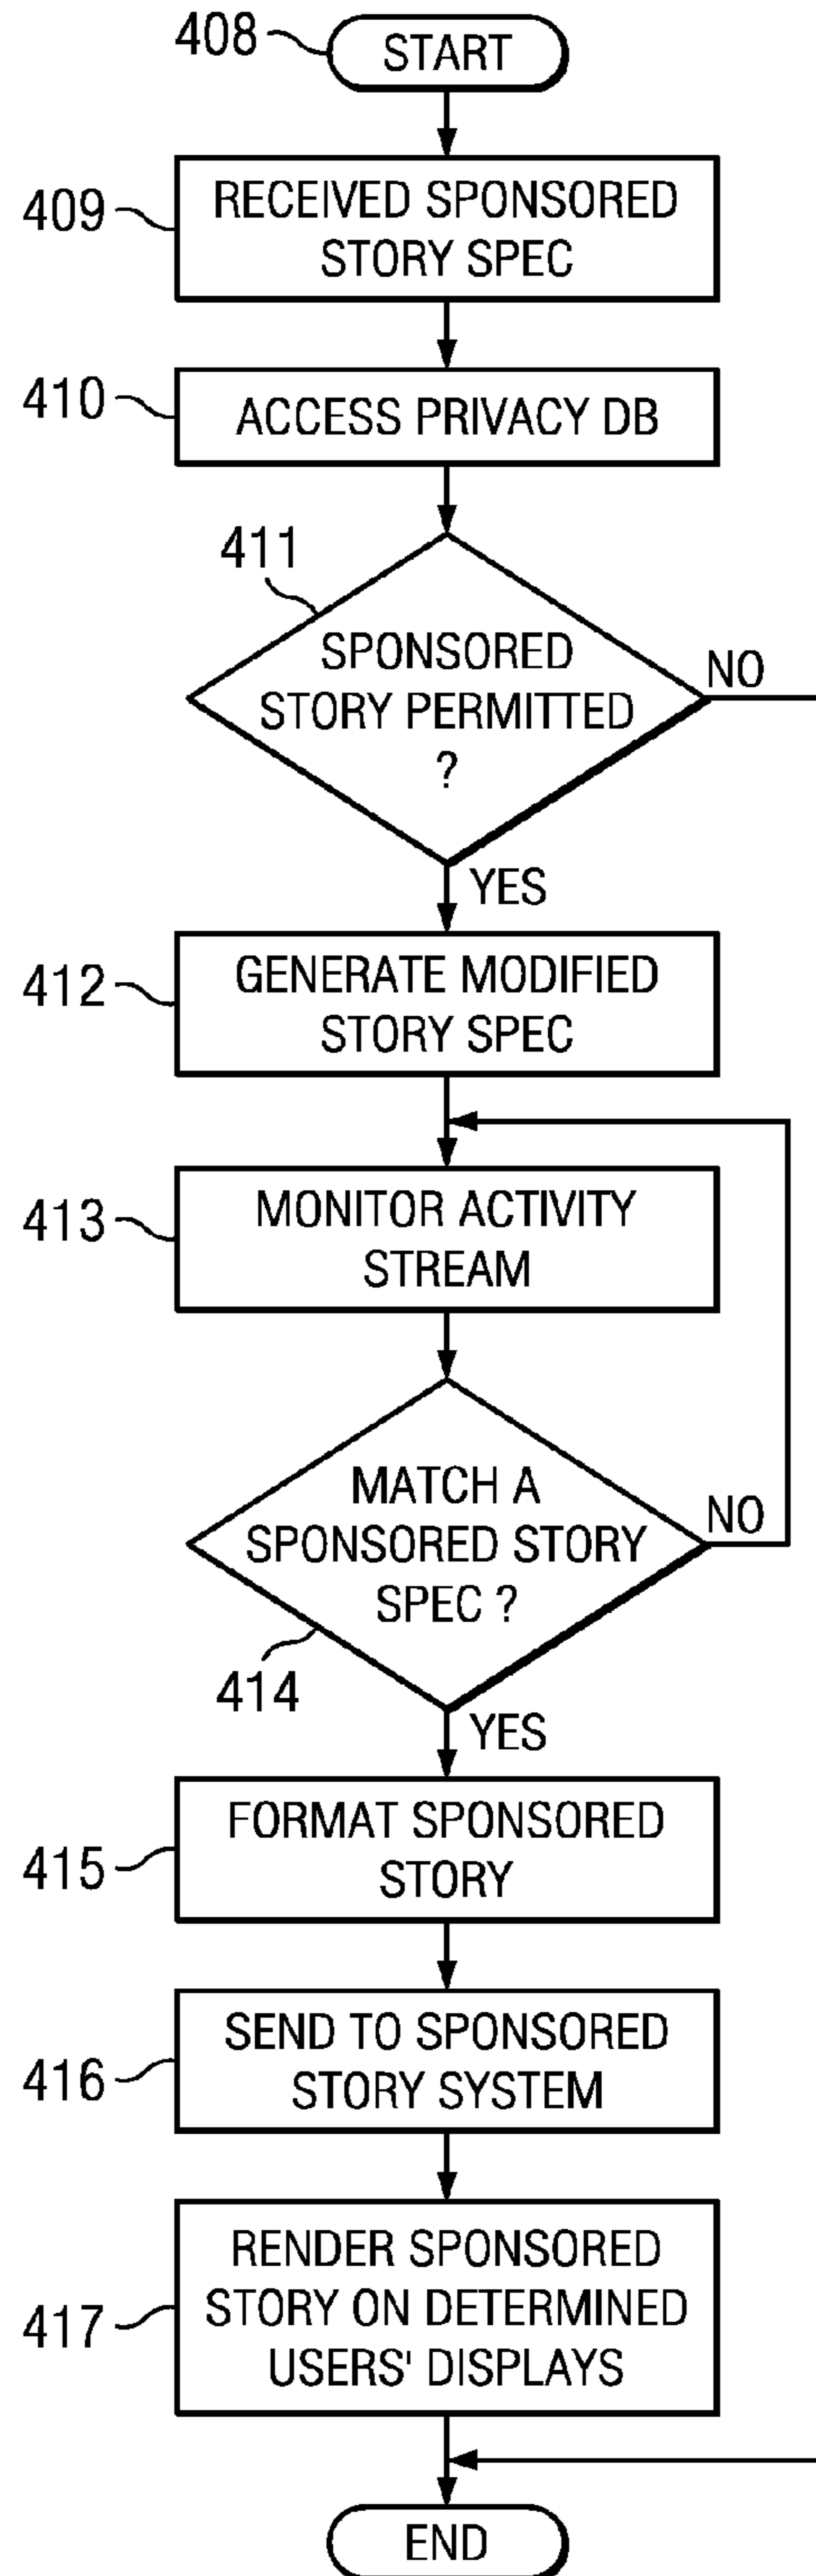 408
START
409
RECEIVED SPONSORED
STORY SPEC
410
ACCESS PRIVACY DB
411
SPONSORED
STORY PERMITTED
?
NO
YES
412
GENERATE MODIFIED
STORY SPEC
413
MONITOR ACTIVITY
STREAM
MATCH A
SPONSORED STORY
SPEC ?
NO
414
YES
415
FORMAT SPONSORED
STORY
416
SEND TO SPONSORED
STORY SYSTEM
417
RENDER SPONSORED
STORY ON DETERMINED
USERS' DISPLAYS
END